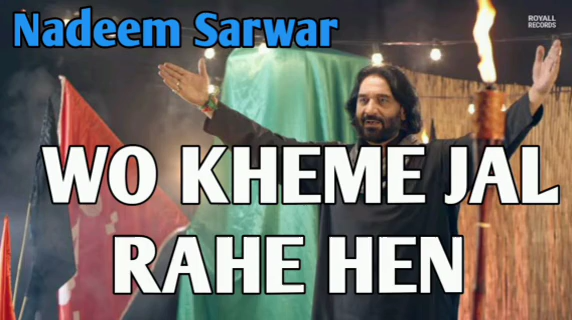 Nadeem Sarwar
ROYALL
RECORDS
WO KHEME JAL
RAHE HEN